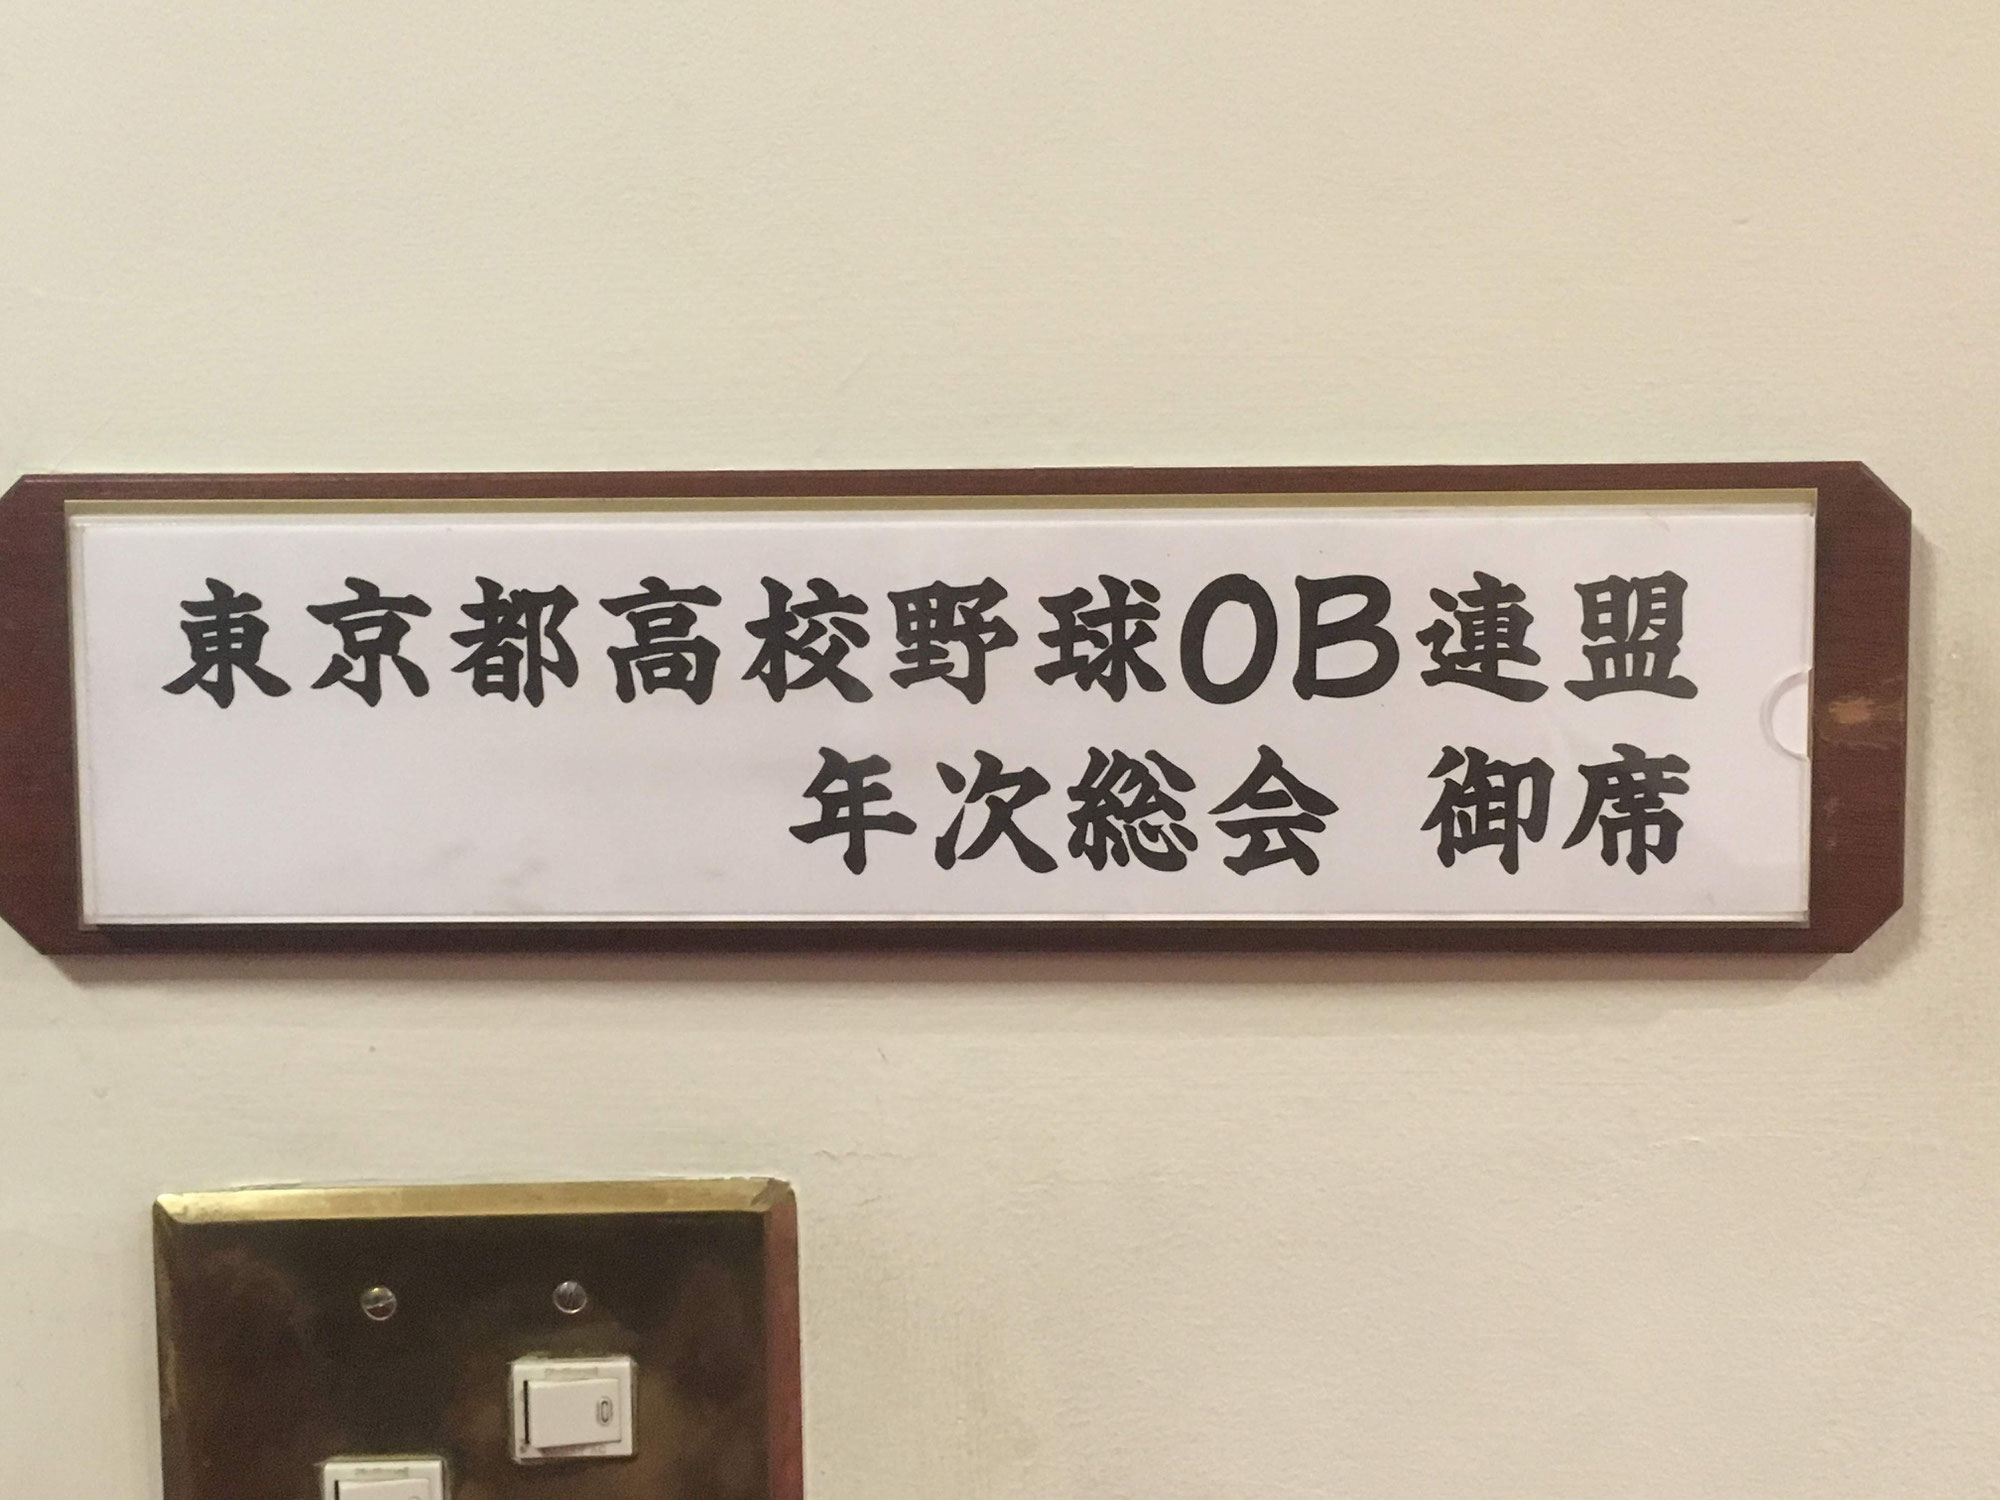 東京都高校野球OB連盟
年次総会 御席